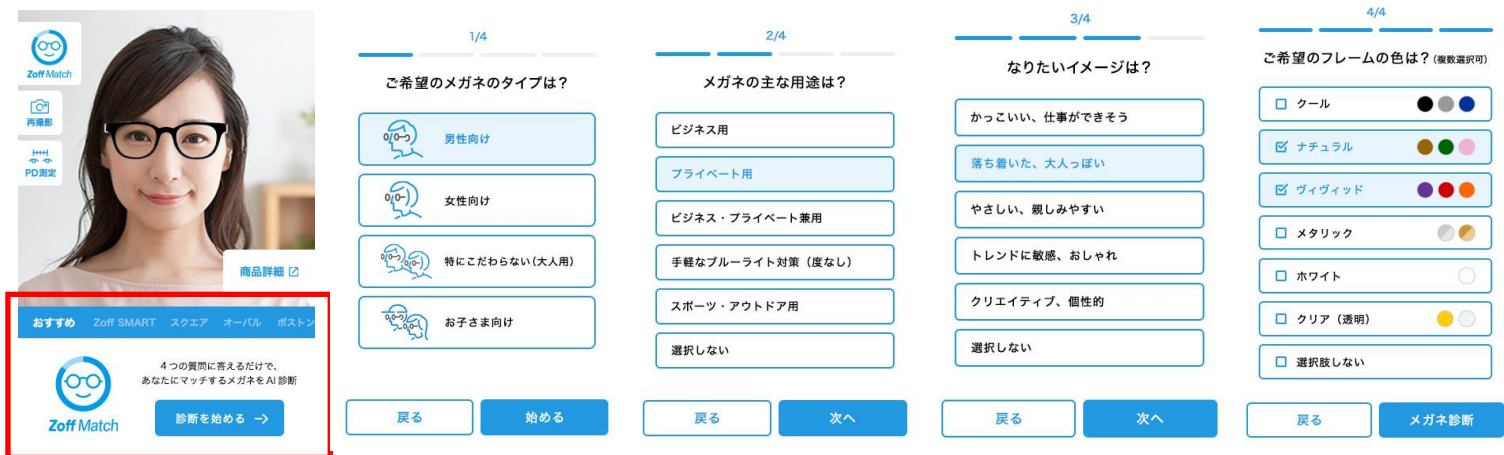 Zoff Match
再撮影
PD測定
商品詳細
おすすめ Zoff SMART スクエア オーバル ボストン
4つの質問に答えるだけで、
あなたにマッチするメガネをAI診断
Zoff Match
診断を始める →
1/4
ご希望のメガネのタイプは?
男性向け
女性向け
特にこだわらない(大人用)
お子さま向け
戻る 始める
2/4
メガネの主な用途は?
ビジネス用
プライベート用
ビジネス・プライベート兼用
手軽なブルーライト対策(度なし)
スポーツ・アウトドア用
選択しない
戻る 次へ
3/4
なりたいイメージは?
かっこいい、仕事ができそう
落ち着いた、大人っぽい
やさしい、親しみやすい
トレンドに敏感、おしゃれ
クリエイティブ、個性的
選択しない
戻る 次へ
4/4
ご希望のフレームの色は?(複数選択可)
クール
ナチュラル
ヴィヴィッド
メタリック
ホワイト
クリア(透明)
選択肢しない
戻る メガネ診断